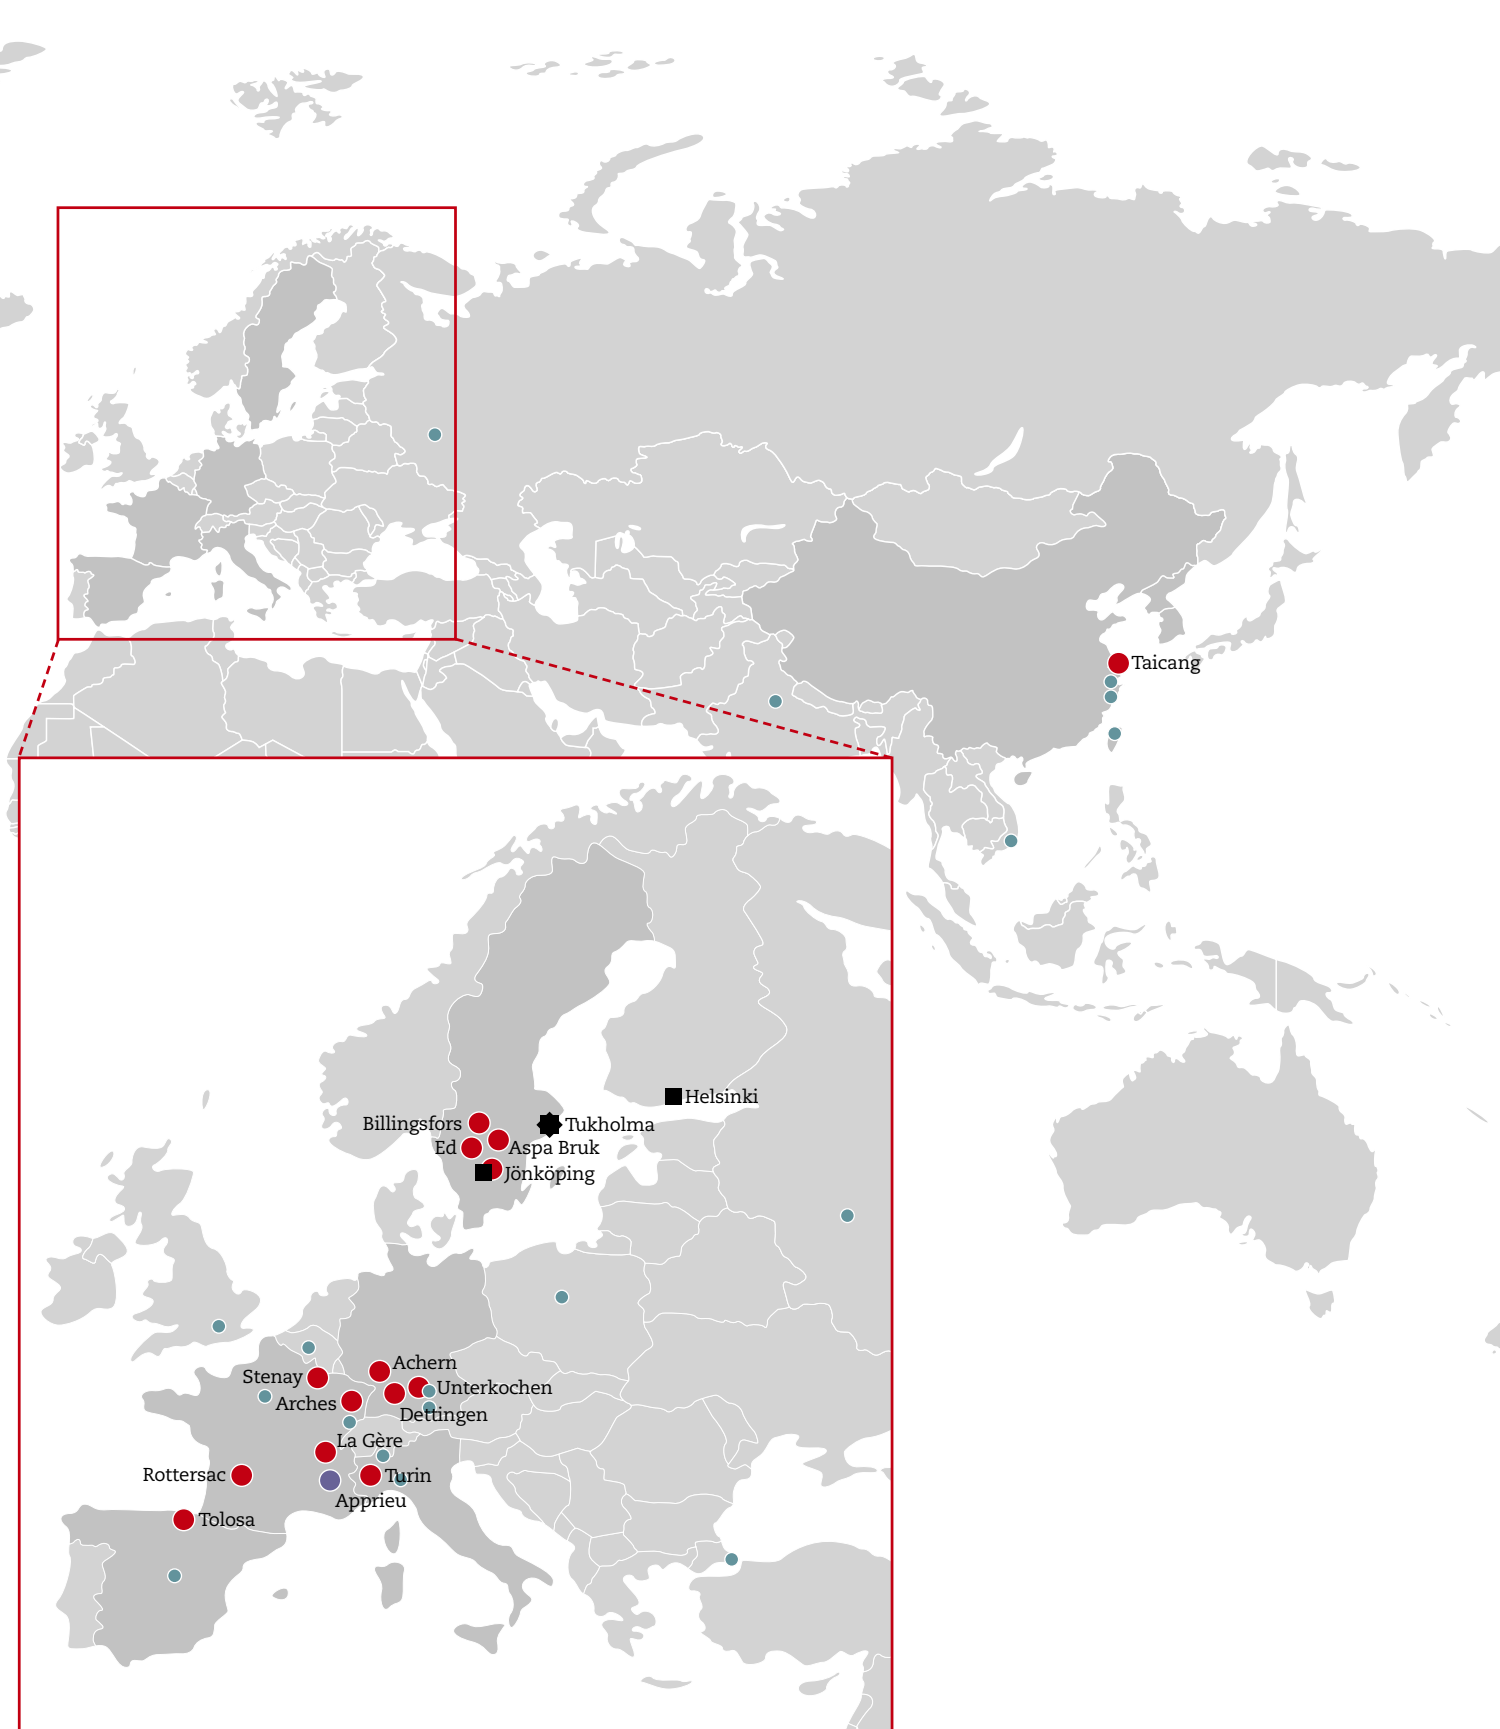 Taicang
Helsinki
Billingsfors
Tukholma
Ed
Aspa Bruk
Jönköping
Achern
Stenay
Unterkochen
Arches
Dettingen
La Gère
Rottersac
Turin
Apprieu
Tolosa